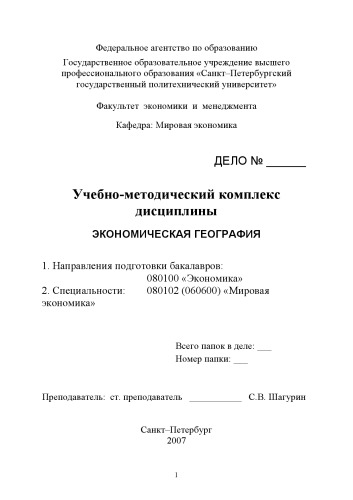 Федеральное агентство по образованию
Государственное образовательное учреждение высшего
профессионального образования «Санкт–Петербургский
государственный политехнический университет»
Факультет экономики и менеджмента
Кафедра: Мировая экономика
ДЕЛО № ______
Учебно-методический комплекс
дисциплины
ЭКОНОМИЧЕСКАЯ ГЕОГРАФИЯ
1. Направления подготовки бакалавров:
080100 «Экономика»
2. Специальности: 080102 (060600) «Мировая
экономика»
Всего папок в деле: ___
Номер папки: ___
Преподаватель: ст. преподаватель ___________ С.В. Шагурин
Санкт–Петербург
2007
1